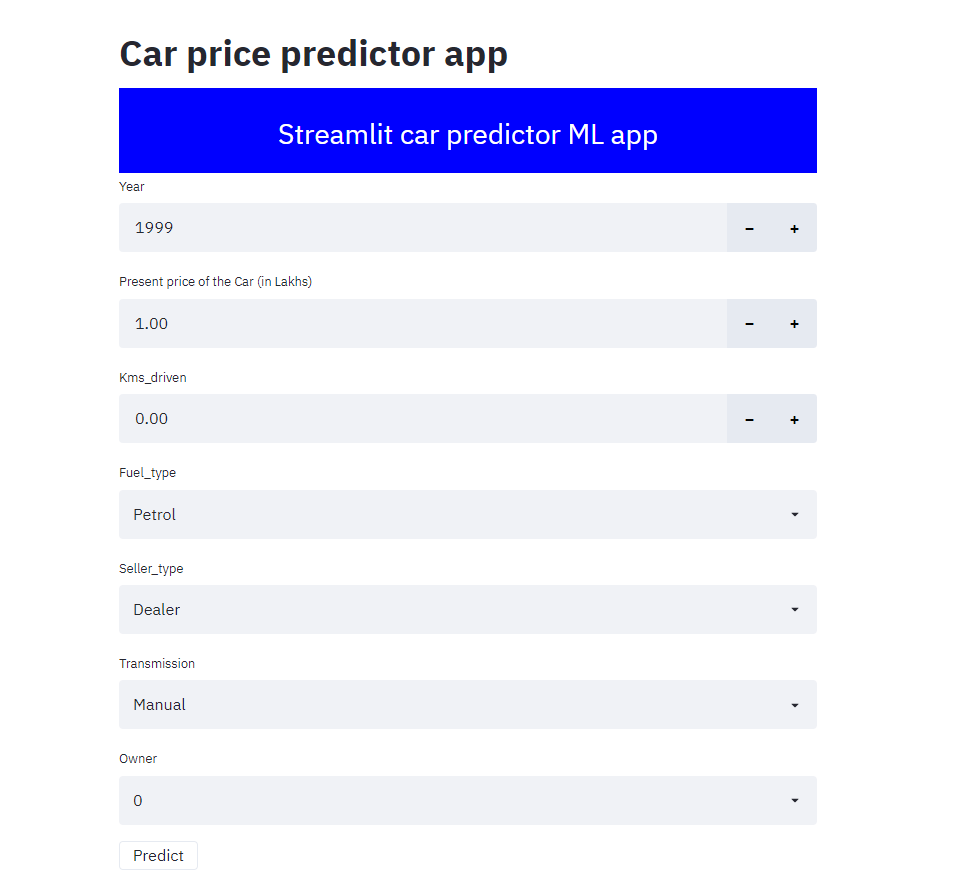 Car price predictor app
Streamlit car predictor ML app
Year
1999
− +
Present price of the Car (in Lakhs)
1.00
− +
Kms_driven
0.00
− +
Fuel_type
Petrol
Seller_type
Dealer
Transmission
Manual
Owner
0
Predict